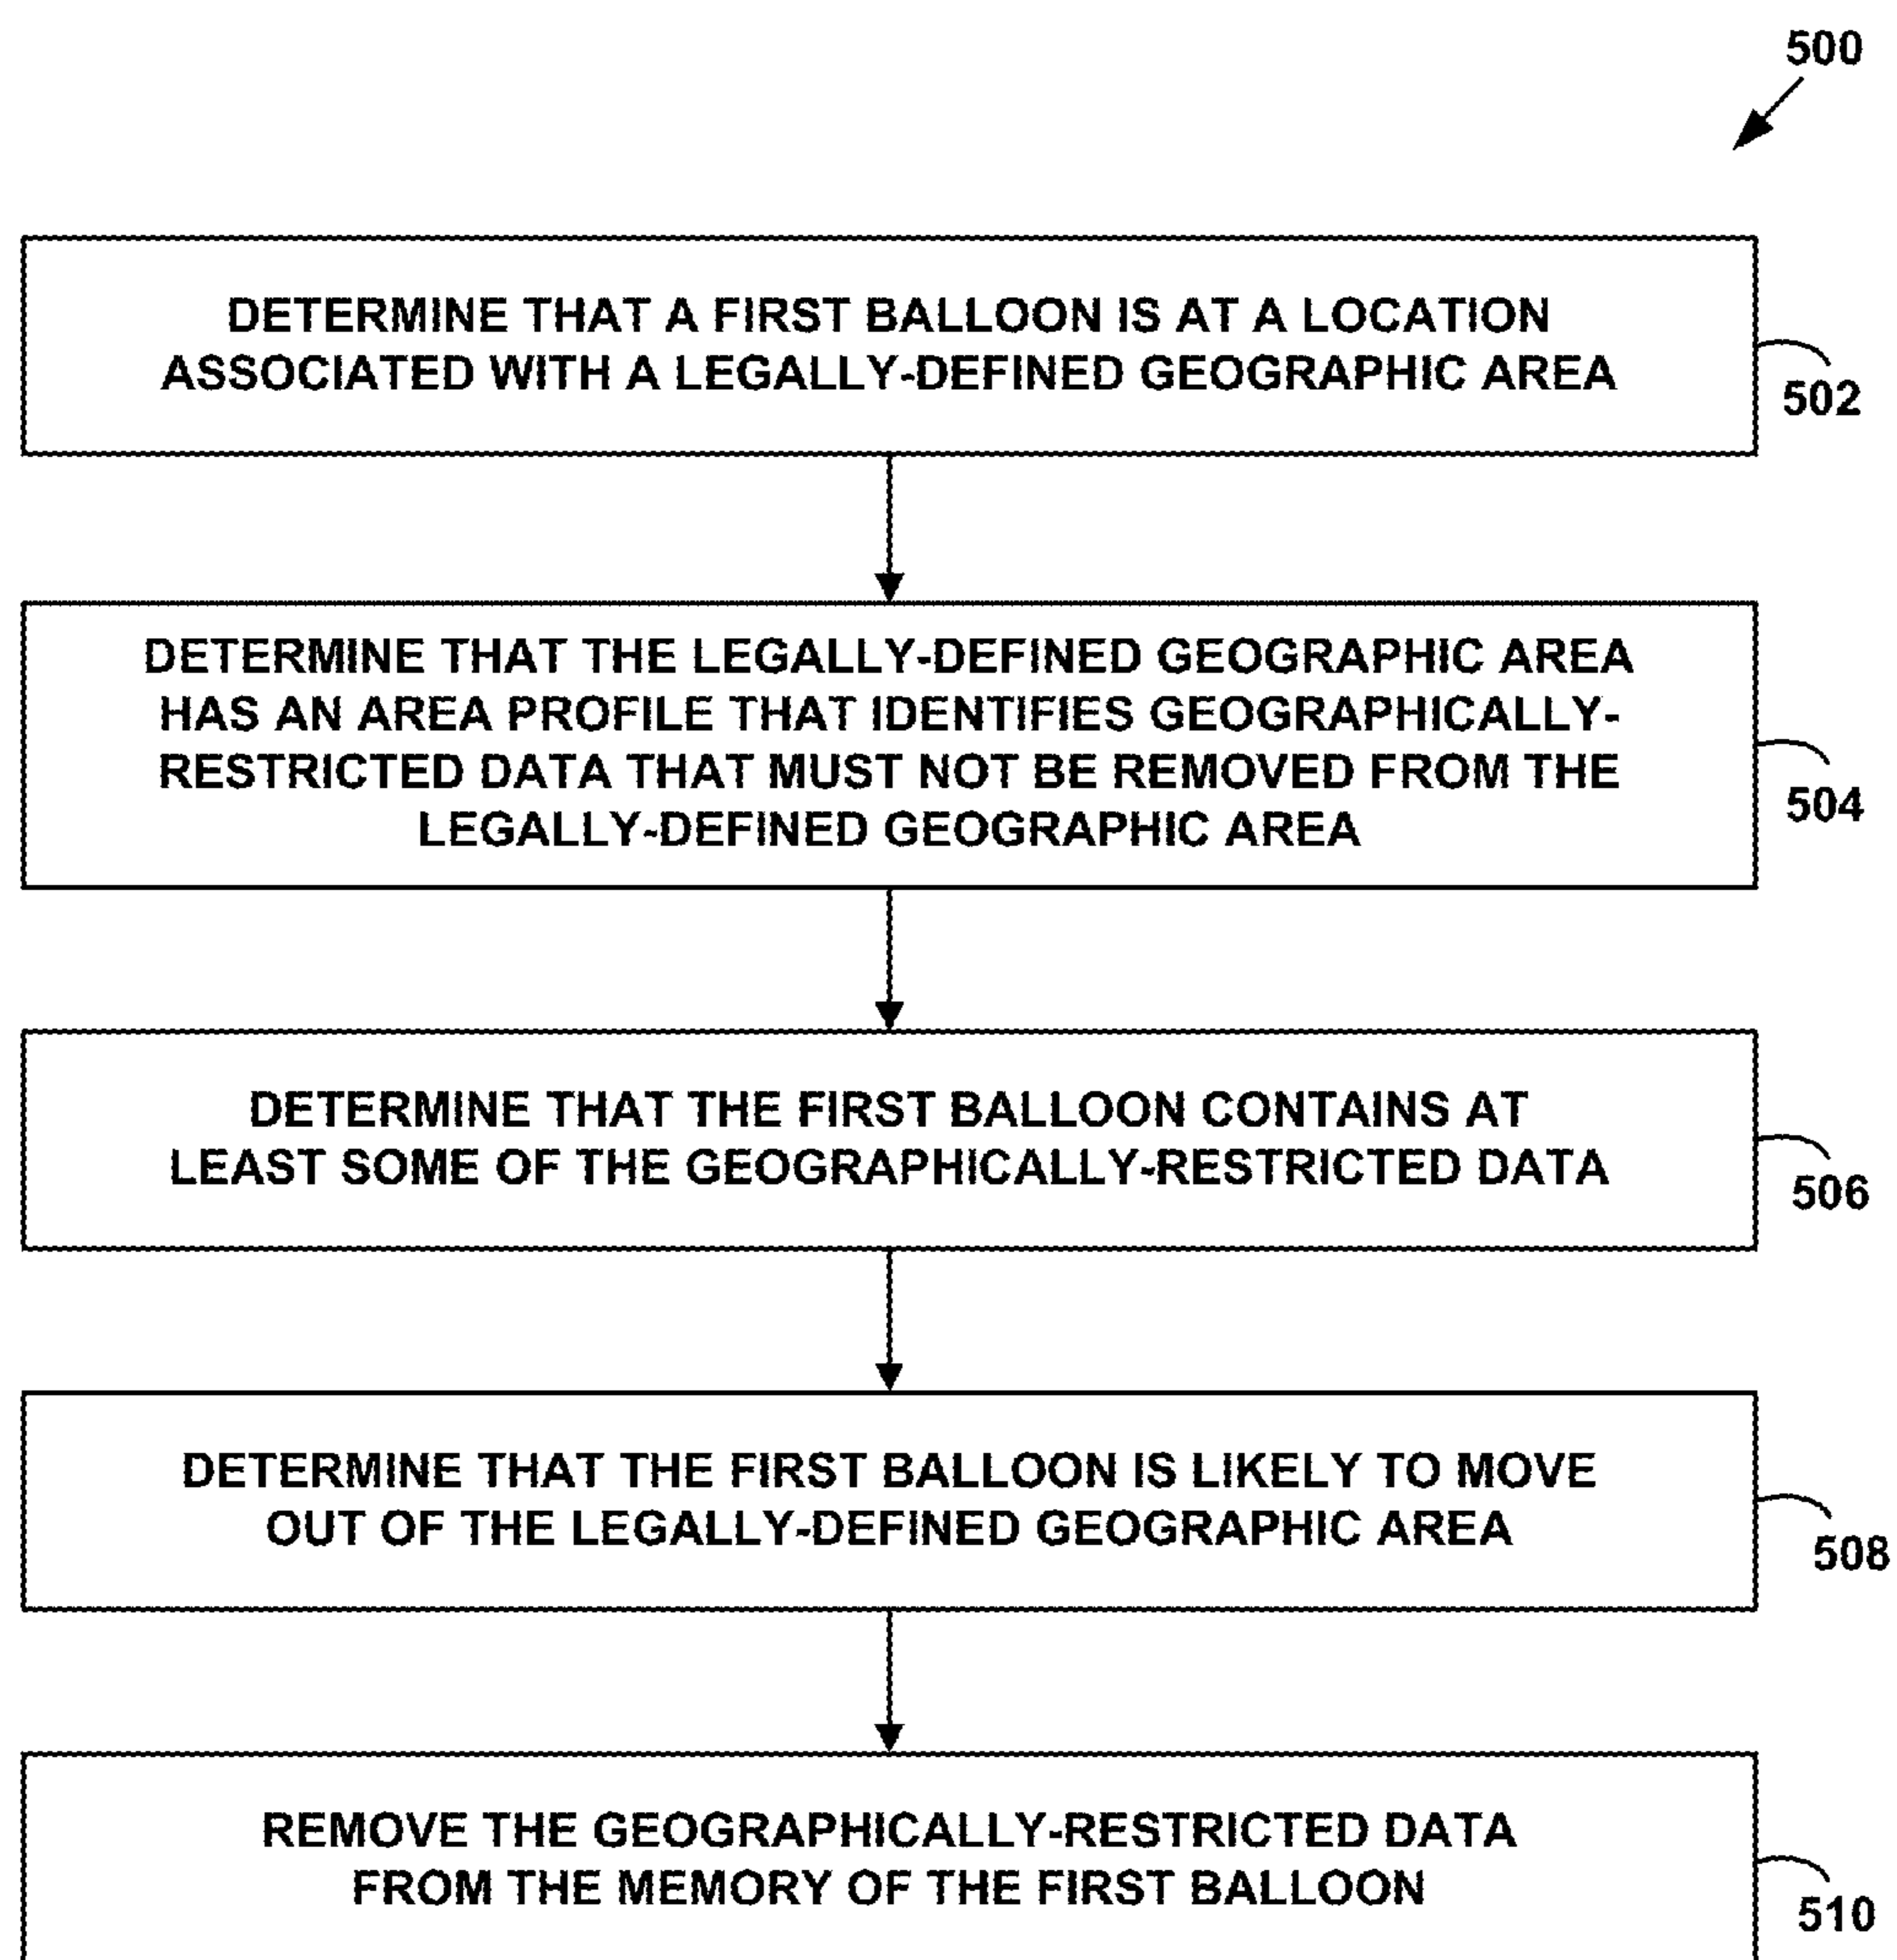 500
DETERMINE THAT A FIRST BALLOON IS AT A LOCATION
ASSOCIATED WITH A LEGALLY-DEFINED GEOGRAPHIC AREA
502
DETERMINE THAT THE LEGALLY-DEFINED GEOGRAPHIC AREA
HAS AN AREA PROFILE THAT IDENTIFIES GEOGRAPHICALLY-
RESTRICTED DATA THAT MUST NOT BE REMOVED FROM THE
LEGALLY-DEFINED GEOGRAPHIC AREA
504
DETERMINE THAT THE FIRST BALLOON CONTAINS AT
LEAST SOME OF THE GEOGRAPHICALLY-RESTRICTED DATA
506
DETERMINE THAT THE FIRST BALLOON IS LIKELY TO MOVE
OUT OF THE LEGALLY-DEFINED GEOGRAPHIC AREA
508
REMOVE THE GEOGRAPHICALLY-RESTRICTED DATA
FROM THE MEMORY OF THE FIRST BALLOON
510